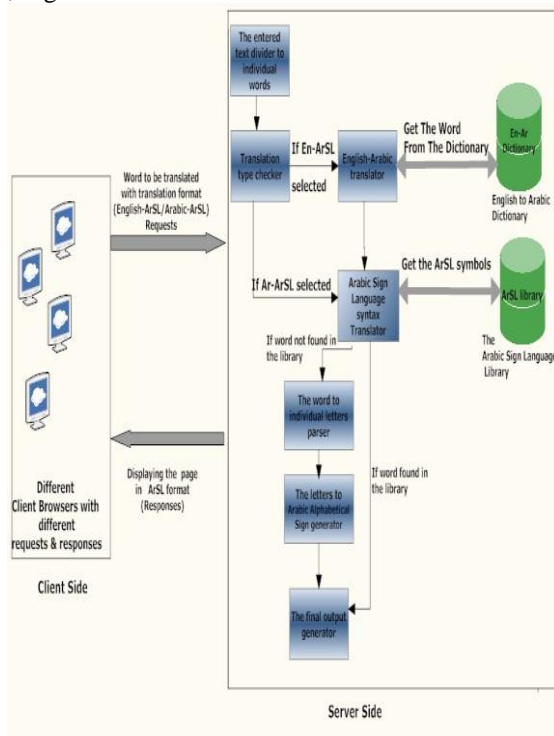 The entered
text divider to
individual
words
Translation
type checker
If En-ArSL
selected
English-Arabic
translator
Get The Word
From The Dictionary
En-Ar
Dictionary
English to Arabic
Dictionary
Word to be translated
with translation format
(English-ArSL/Arabic-ArSL)
Requests
If Ar-ArSL selected
Arabic Sign
Language
syntax
Translator
Get the ArSL symbols
ArSL library
The
Arabic Sign Language
Library
If word not found in
the library
The word to
individual letters
parser
If word found in
the library
The letters to
Arabic Alphabetical
Sign generator
The final output
generator
Displaying the page
in ArSL format
(Responses)
Different
Client Browsers with
different
requests & responses
Client Side
Server Side